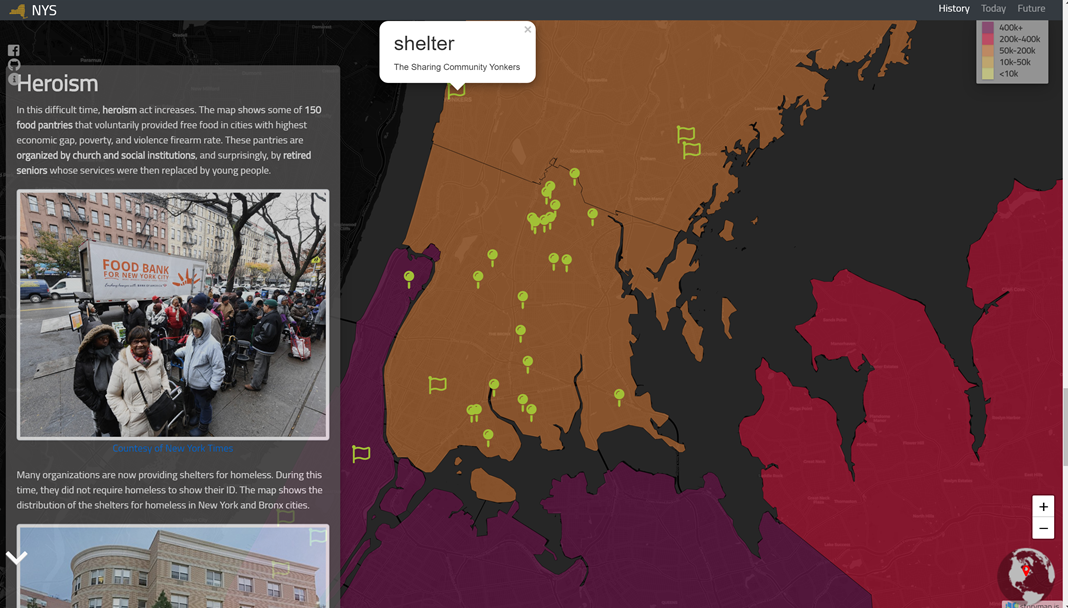 NYS
History Today Future
400k+
200k-400k
50k-200k
10k-50k
<10k
×
shelter
The Sharing Community Yonkers
Heroism
In this difficult time, heroism act increases. The map shows some of 150
food pantries that voluntarily provided free food in cities with highest
economic gap, poverty, and violence firearm rate. These pantries are
organized by church and social institutions, and surprisingly, by retired
seniors whose services were then replaced by young people.
FOOD BANK
FOR NEW YORK CITY
Courtesy of New York Times
Many organizations are now providing shelters for homeless. During this
time, they did not require homeless to show their ID. The map shows the
distribution of the shelters for homeless in New York and Bronx cities.
+
−